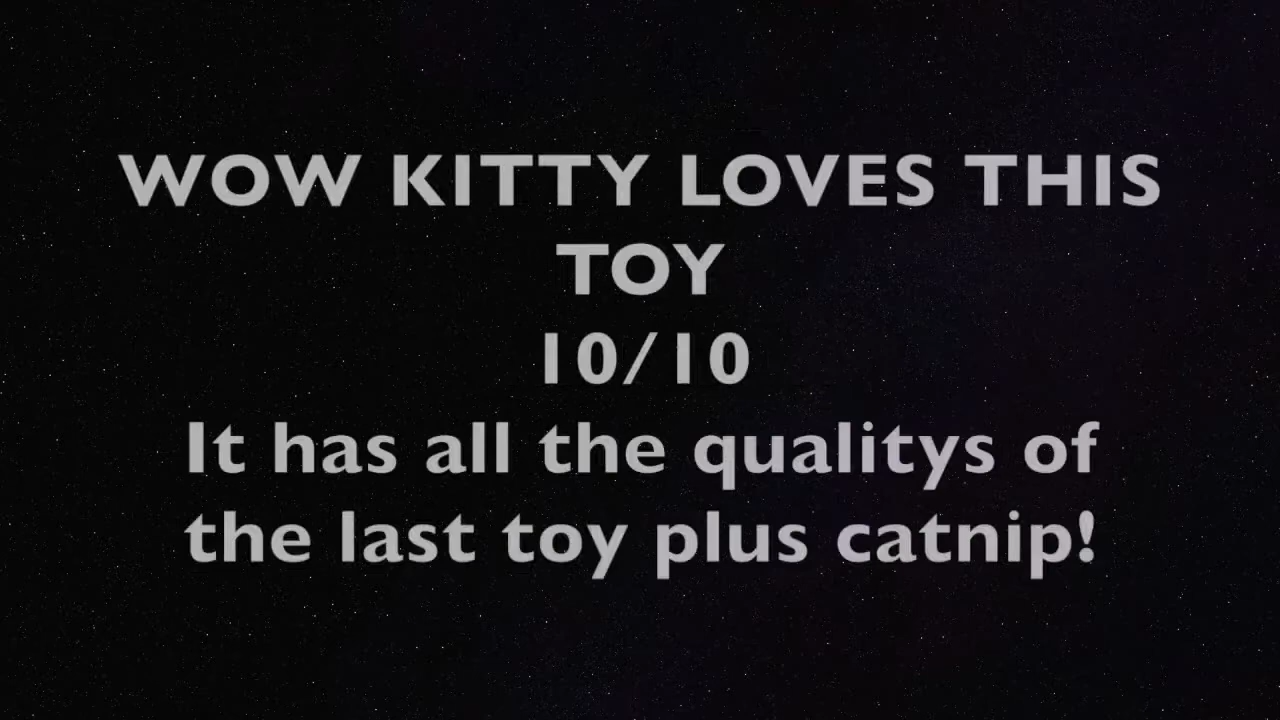 WOW KITTY LOVES THIS
TOY
10/10
It has all the qualitys of
the last toy plus catnip!